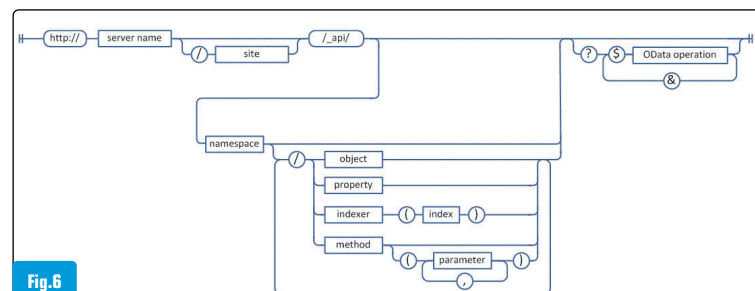 http:// server name / site /_api/ ? $ OData operation
&
namespace
/ object
property
indexer ( index )
method ( parameter )
,
Fig.6